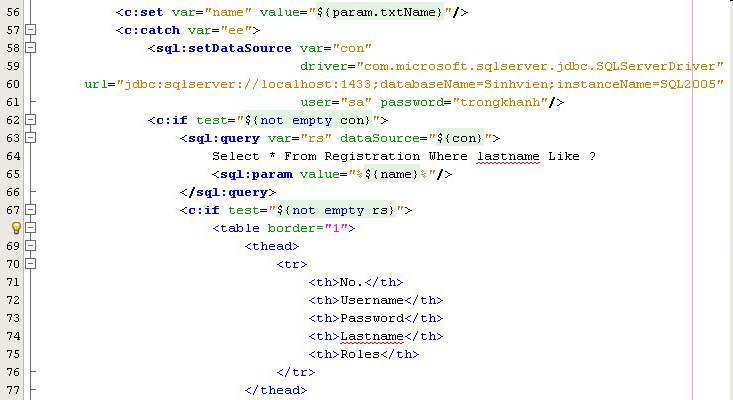 56 <c:set var="name" value="${param.txtName}"/>
57 <c:catch var="ee">
58 <sql:setDataSource var="con"
59 driver="com.microsoft.sqlserver.jdbc.SQLServerDriver"
60 url="jdbc:sqlserver://localhost:1433;databaseName=Sinhvien;instanceName=SQL2005"
61 user="sa" password="trongkhanh"/>
62 <c:if test="${not empty con}">
63 <sql:query var="rs" dataSource="${con}">
64 Select * From Registration Where lastname Like ?
65 <sql:param value="%${name}%"/>
66 </sql:query>
67 <c:if test="${not empty rs}">
<table border="1">
69 <thead>
70 <tr>
71 <th>No.</th>
72 <th>Username</th>
73 <th>Password</th>
74 <th>Lastname</th>
75 <th>Roles</th>
76 </tr>
77 </thead>